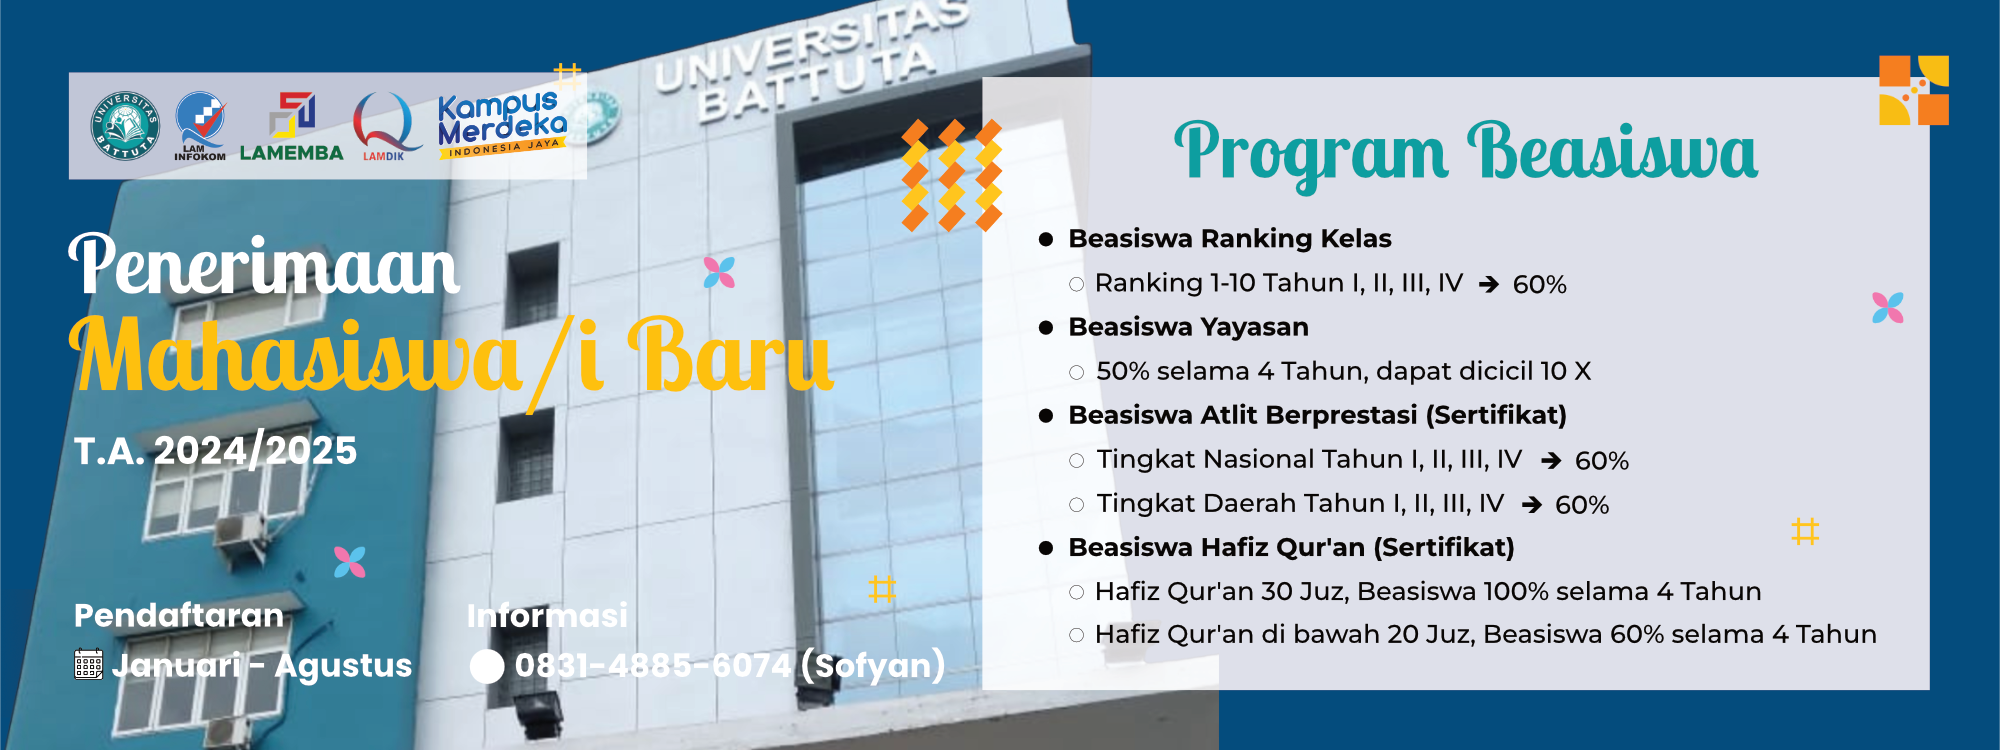 UNIVERSITAS
BATTUTA
UNIVERSITAS
BATTUTA
LAM
INFOKOM
LAMEMBA
LAMDIK
Kampus
Merdeka
INDONESIA JAYA
Penerimaan
Mahasiswa/i Baru
T.A. 2024/2025
Pendaftaran
Januari - Agustus
Informasi
0831-4885-6074 (Sofyan)
Program Beasiswa
● Beasiswa Ranking Kelas
○ Ranking 1-10 Tahun I, II, III, IV ➔ 60%
● Beasiswa Yayasan
○ 50% selama 4 Tahun, dapat dicicil 10 X
● Beasiswa Atlit Berprestasi (Sertifikat)
○ Tingkat Nasional Tahun I, II, III, IV ➔ 60%
○ Tingkat Daerah Tahun I, II, III, IV ➔ 60%
● Beasiswa Hafiz Qur'an (Sertifikat)
○ Hafiz Qur'an 30 Juz, Beasiswa 100% selama 4 Tahun
○ Hafiz Qur'an di bawah 20 Juz, Beasiswa 60% selama 4 Tahun